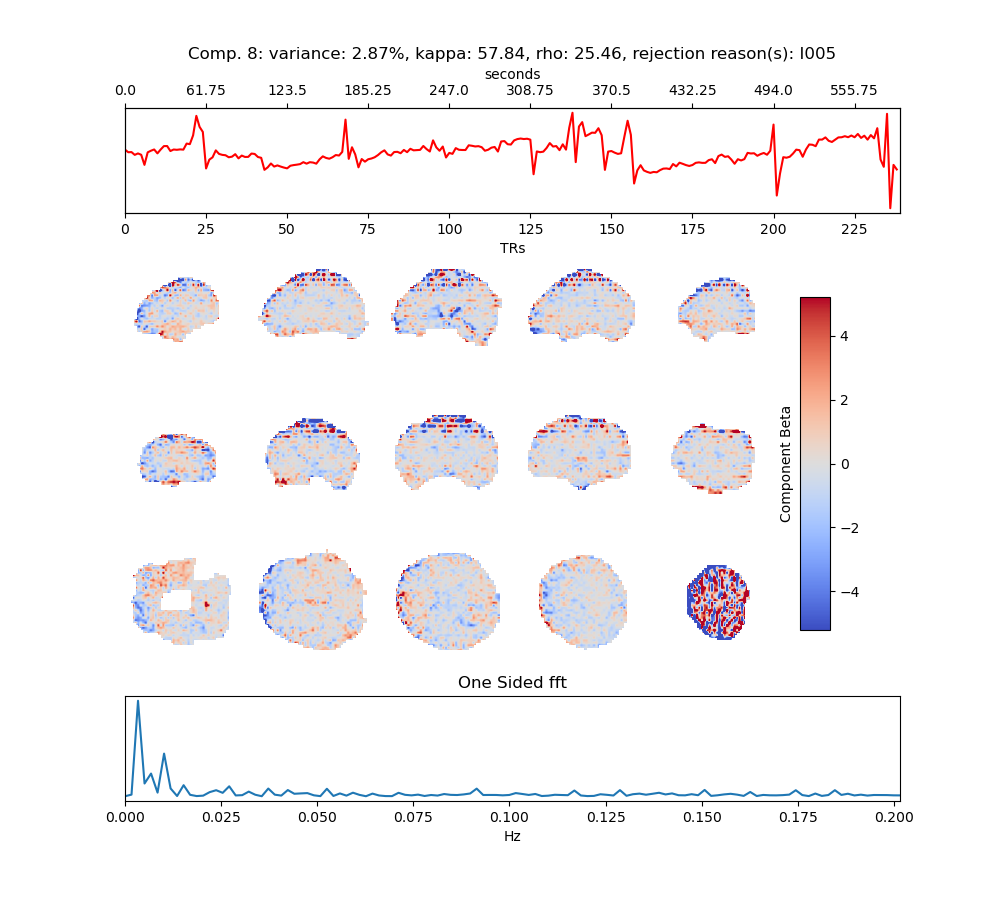 Comp. 8: variance: 2.87%, kappa: 57.84, rho: 25.46, rejection reason(s): I005
seconds
0.0 61.75 123.5 185.25 247.0 308.75 370.5 432.25 494.0 555.75
0 25 50 75 100 125 150 175 200 225
TRs
4
2
0
−2
−4
Component Beta
One Sided fft
0.000 0.025 0.050 0.075 0.100 0.125 0.150 0.175 0.200
Hz